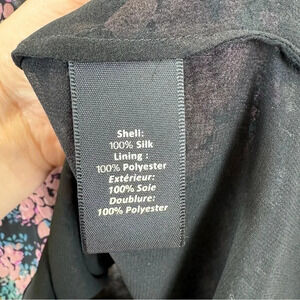 Shell:
100% Silk
Lining :
100% Polyester
Extérieur:
100% Soie
Doublure:
100% Polyester